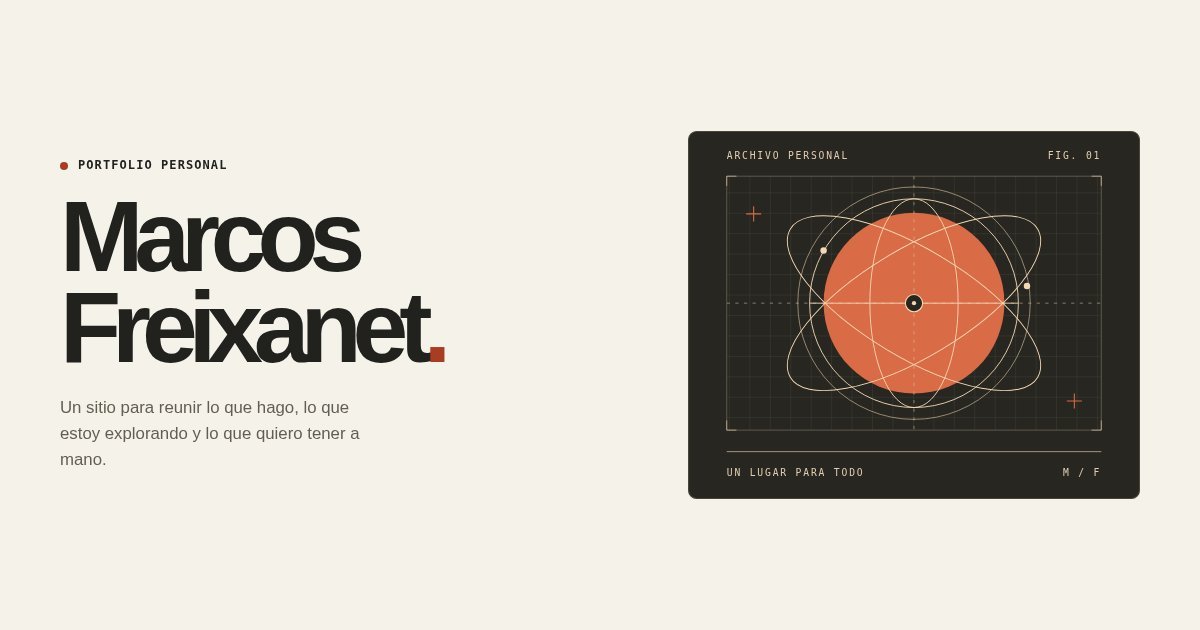 PORTFOLIO PERSONAL
Marcos
Freixanet.
Un sitio para reunir lo que hago, lo que
estoy explorando y lo que quiero tener a
mano.
ARCHIVO PERSONAL
FIG. 01
UN LUGAR PARA TODO
M / F